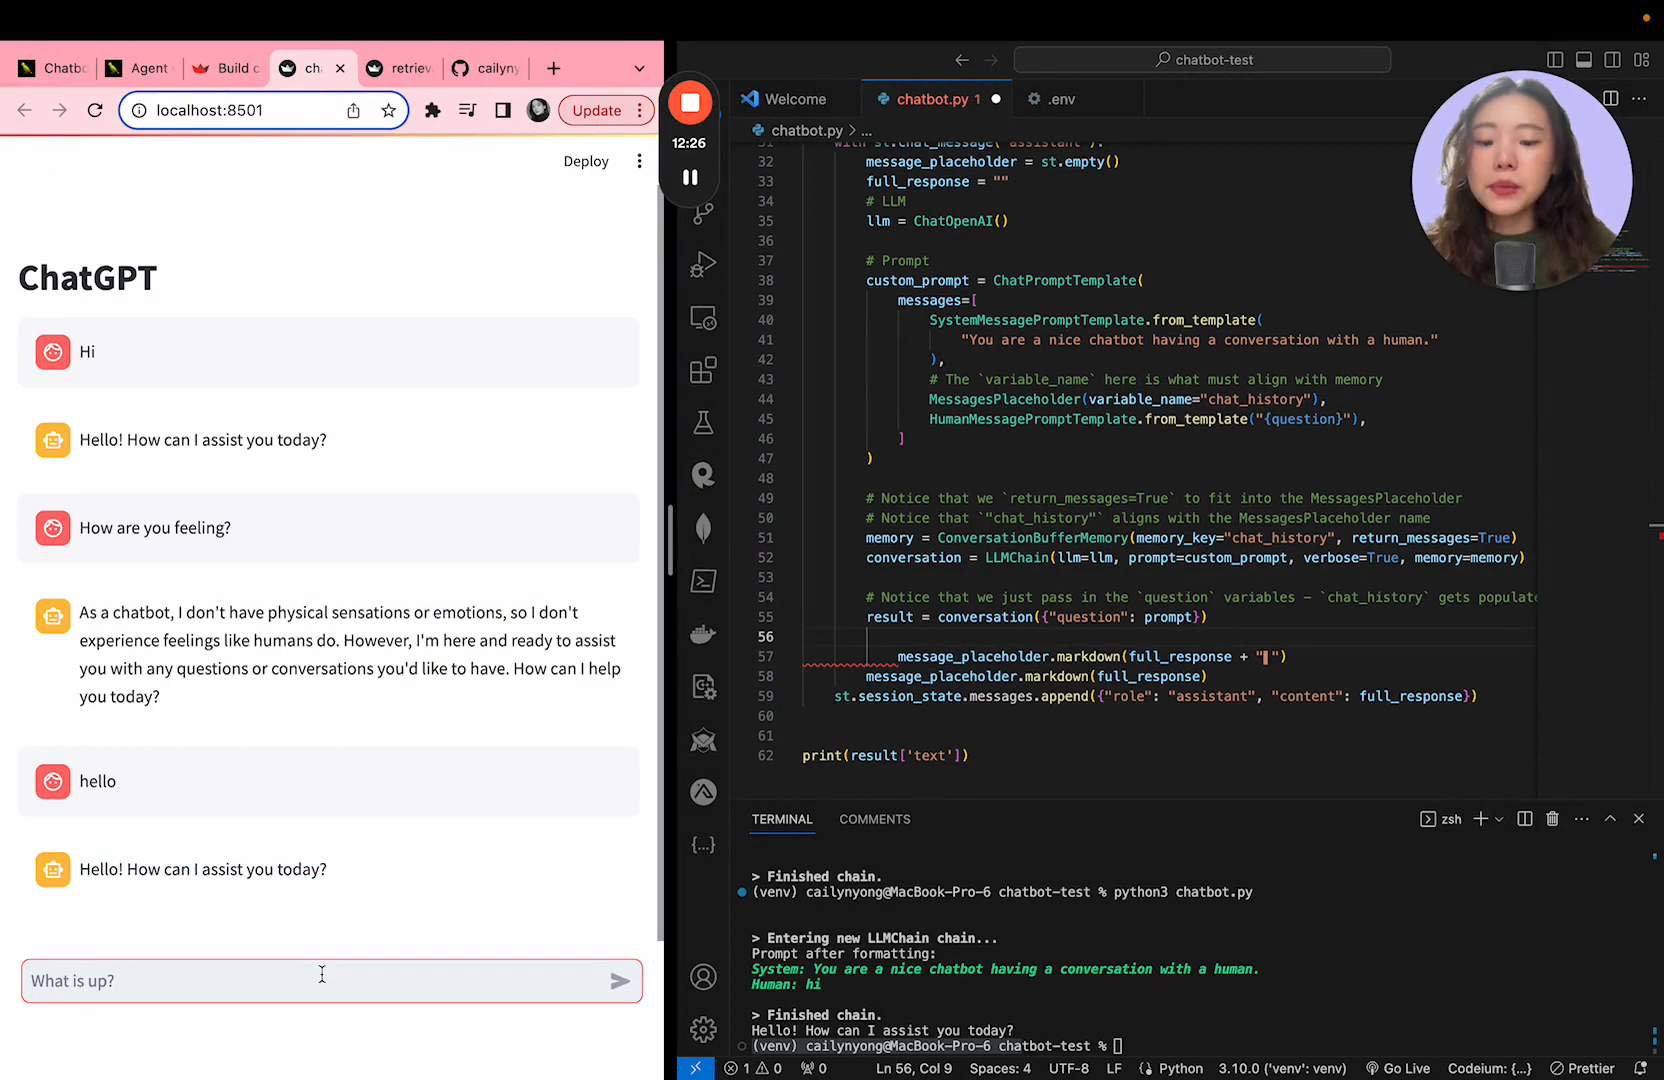 Chatbo
Agent
Build c
cha
retriev
cailyny
localhost:8501
Update
Deploy
ChatGPT
Hi
Hello! How can I assist you today?
How are you feeling?
As a chatbot, I don't have physical sensations or emotions, so I don't
experience feelings like humans do. However, I'm here and ready to assist
you with any questions or conversations you'd like to have. How can I help
you today?
hello
Hello! How can I assist you today?
What is up?
12:26
chatbot-test
Welcome
chatbot.py 1
.env
chatbot.py > ...
31 with st.chat_message("assistant"):
32 message_placeholder = st.empty()
33 full_response = ""
34 # LLM
35 llm = ChatOpenAI()
36
37 # Prompt
38 custom_prompt = ChatPromptTemplate(
39 messages=[
40 SystemMessagePromptTemplate.from_template(
41 "You are a nice chatbot having a conversation with a human."
42 ),
43 # The `variable_name` here is what must align with memory
44 MessagesPlaceholder(variable_name="chat_history"),
45 HumanMessagePromptTemplate.from_template("{question}"),
46 ]
47 )
48
49 # Notice that we `return_messages=True` to fit into the MessagesPlaceholder
50 # Notice that `"chat_history"` aligns with the MessagesPlaceholder name
51 memory = ConversationBufferMemory(memory_key="chat_history", return_messages=True)
52 conversation = LLMChain(llm=llm, prompt=custom_prompt, verbose=True, memory=memory)
53
54 # Notice that we just pass in the `question` variables – `chat_history` gets populate
55 result = conversation({"question": prompt})
56
57 message_placeholder.markdown(full_response + "▌")
58 message_placeholder.markdown(full_response)
59 st.session_state.messages.append({"role": "assistant", "content": full_response})
60
61
62 print(result['text'])
TERMINAL
COMMENTS
zsh
> Finished chain.
(venv) cailynyong@MacBook-Pro-6 chatbot-test % python3 chatbot.py
> Entering new LLMChain chain...
Prompt after formatting:
System: You are a nice chatbot having a conversation with a human.
Human: hi
> Finished chain.
Hello! How can I assist you today?
(venv) cailynyong@MacBook-Pro-6 chatbot-test %
1 0 0 Ln 56, Col 9 Spaces: 4 UTF-8 LF Python 3.10.0 ('venv': venv) Go Live Codeium: {...} Prettier